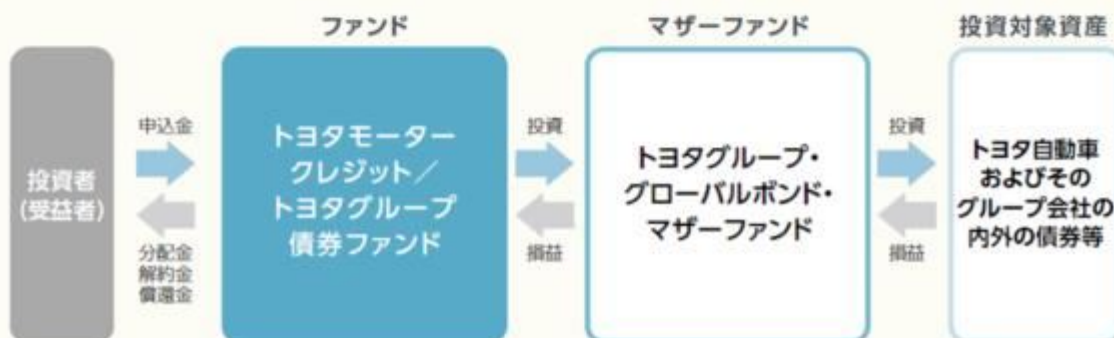 ファンド
マザーファンド
投資対象資産
投資者
(受益者)
申込金
分配金
解約金
償還金
トヨタモーター
クレジット／
トヨタグループ
債券ファンド
投資
損益
トヨタグループ・
グローバルボンド・
マザーファンド
投資
損益
トヨタ自動車
およびその
グループ会社の
内外の債券等